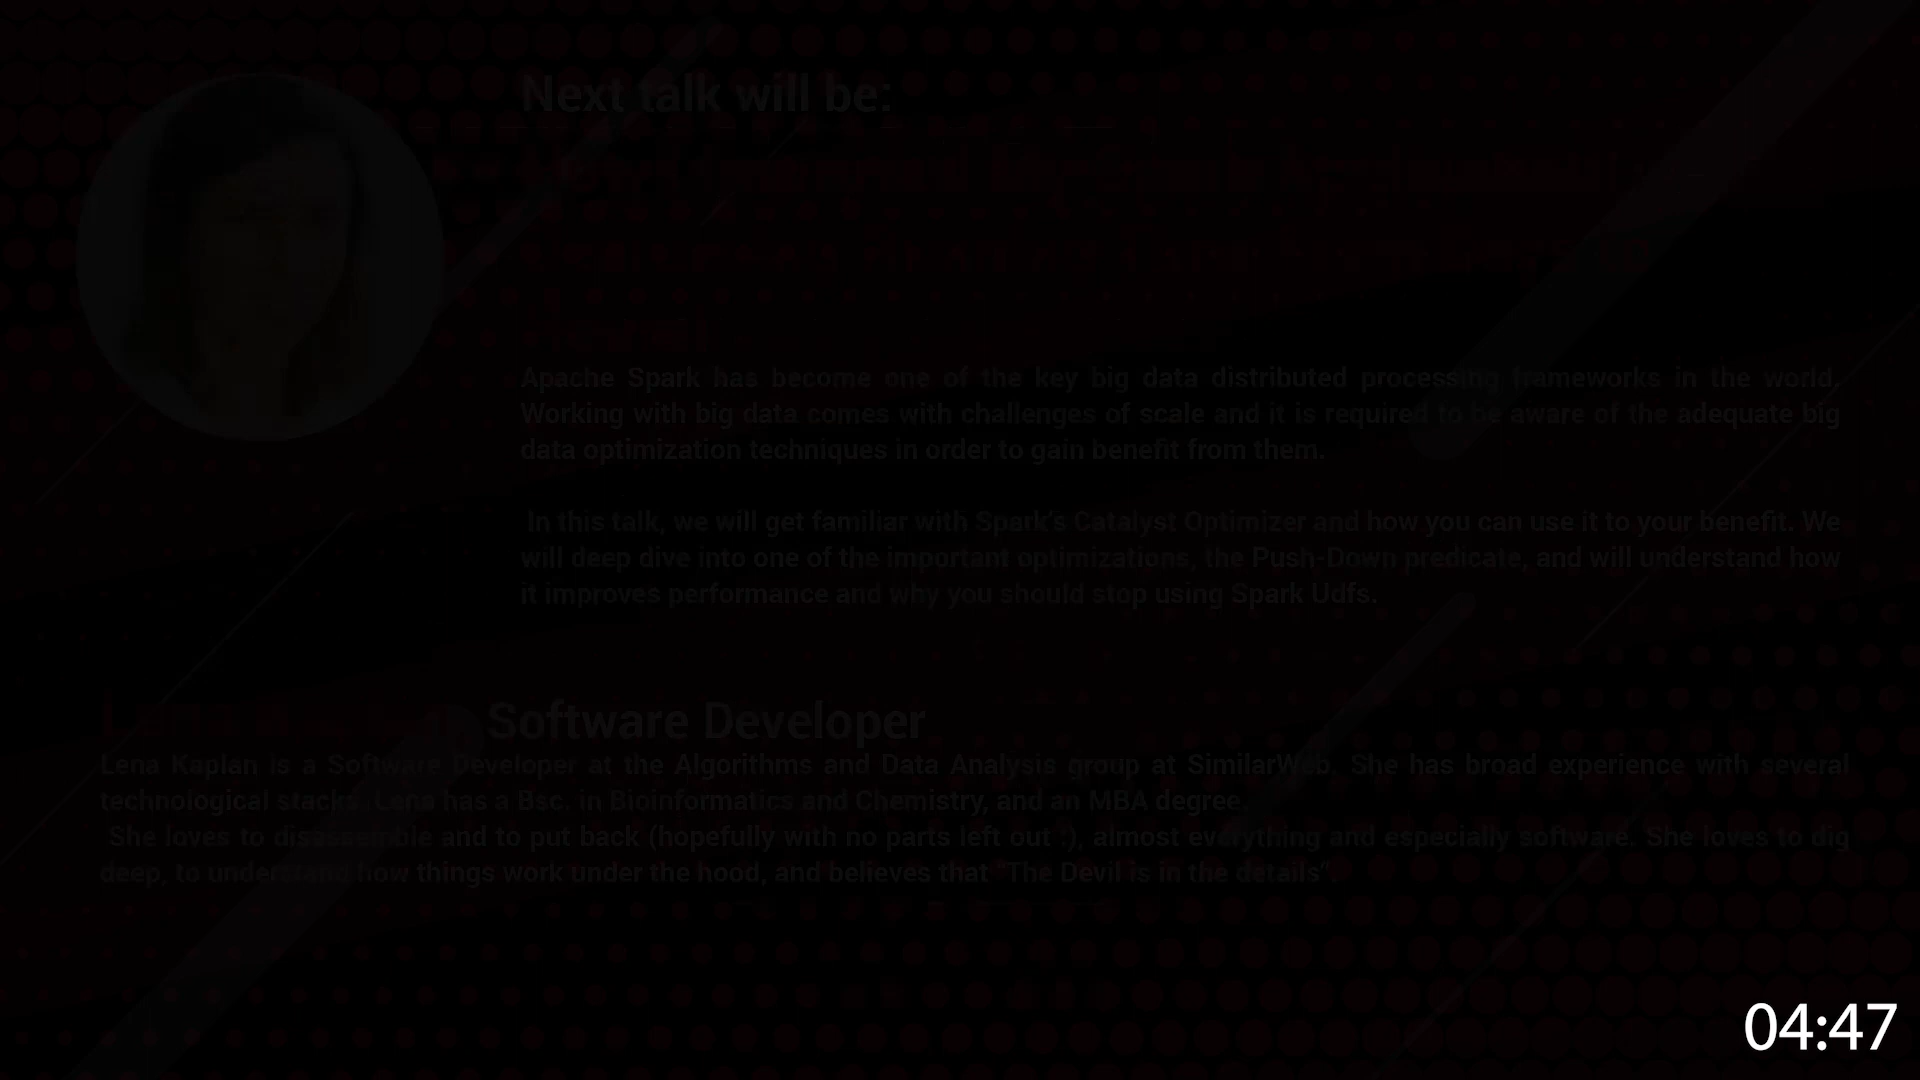 Next talk will be:
Apache Spark has become one of the key big data distributed processing frameworks in the world.
Working with big data comes with challenges of scale and it is required to be aware of the adequate big
data optimization techniques in order to gain benefit from them.
In this talk, we will get familiar with Spark's Catalyst Optimizer and how you can use it to your benefit. We
will deep dive into one of the important optimizations, the Push-Down predicate, and will understand how
it improves performance and why you should stop using Spark Udfs.
Software Developer
Lena Kaplan is a Software Developer at the Algorithms and Data Analysis group at SimilarWeb. She has broad experience with several
technological stacks. Lena has a Bsc. in Bioinformatics and Chemistry, and an MBA degree.
She loves to disassemble and to put back (hopefully with no parts left out :), almost everything and especially software. She loves to dig
deep, to understand how things work under the hood, and believes that "The Devil is in the details".
04:47